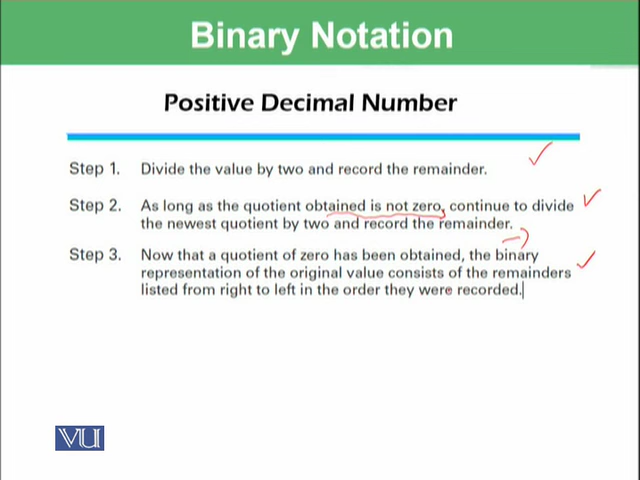 Binary Notation
Positive Decimal Number
Step 1. Divide the value by two and record the remainder.
Step 2. As long as the quotient obtained is not zero, continue to divide
the newest quotient by two and record the remainder.
Step 3. Now that a quotient of zero has been obtained, the binary
representation of the original value consists of the remainders
listed from right to left in the order they were recorded.
VU